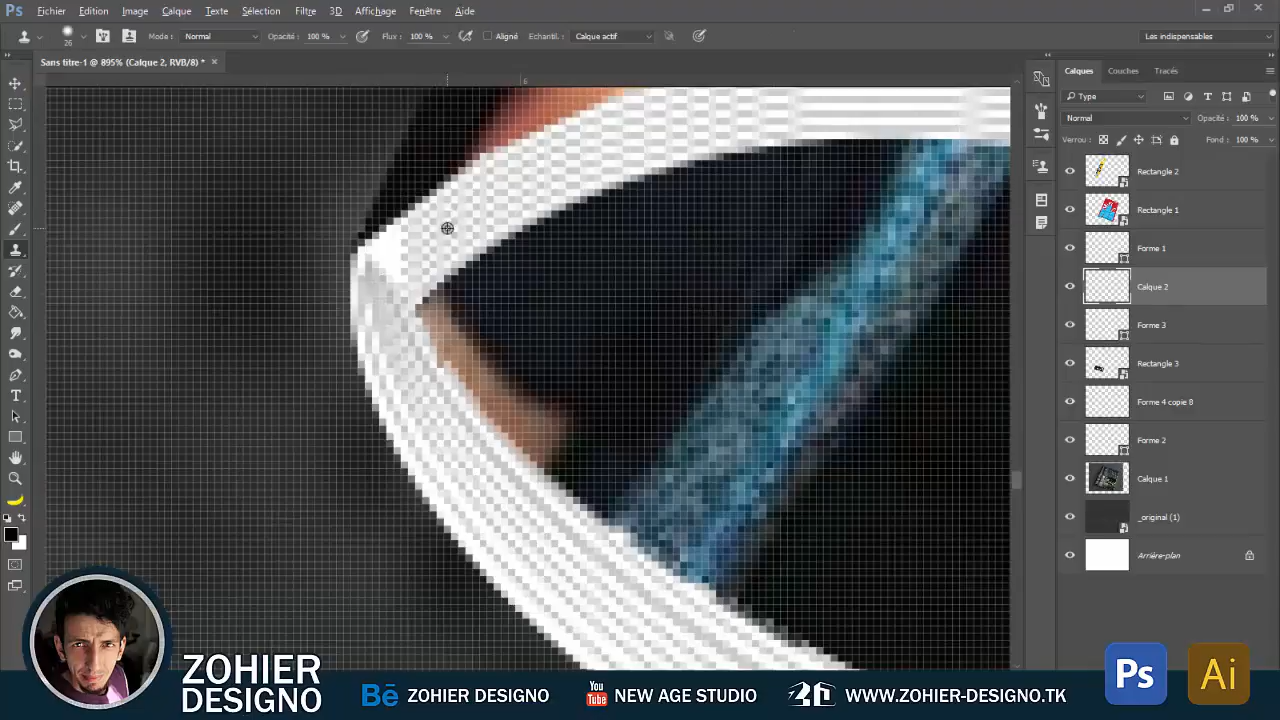 Ps
Fichier Edition Image Calque Texte Sélection Filtre 3D Affichage Fenêtre Aide
26 Mode : Normal Opacité : 100 % Flux : 100 % Aligné Echantil. : Calque actif Les indispensables
Sans titre-1 @ 895% (Calque 2, RVB/8) * ×
6
Calques Couches Tracés
Type
Normal Opacité : 100 %
Verrou : Fond : 100 %
Rectangle 2
Rectangle 1
Forme 1
Calque 2
Forme 3
Rectangle 3
Forme 4 copie 8
Forme 2
Calque 1
_original (1)
Arrière-plan
ZOHIER
DESIGNO
Bē ZOHIER DESIGNO
You
Tube
NEW AGE STUDIO
WWW.ZOHIER-DESIGNO.TK
Ps
Ai